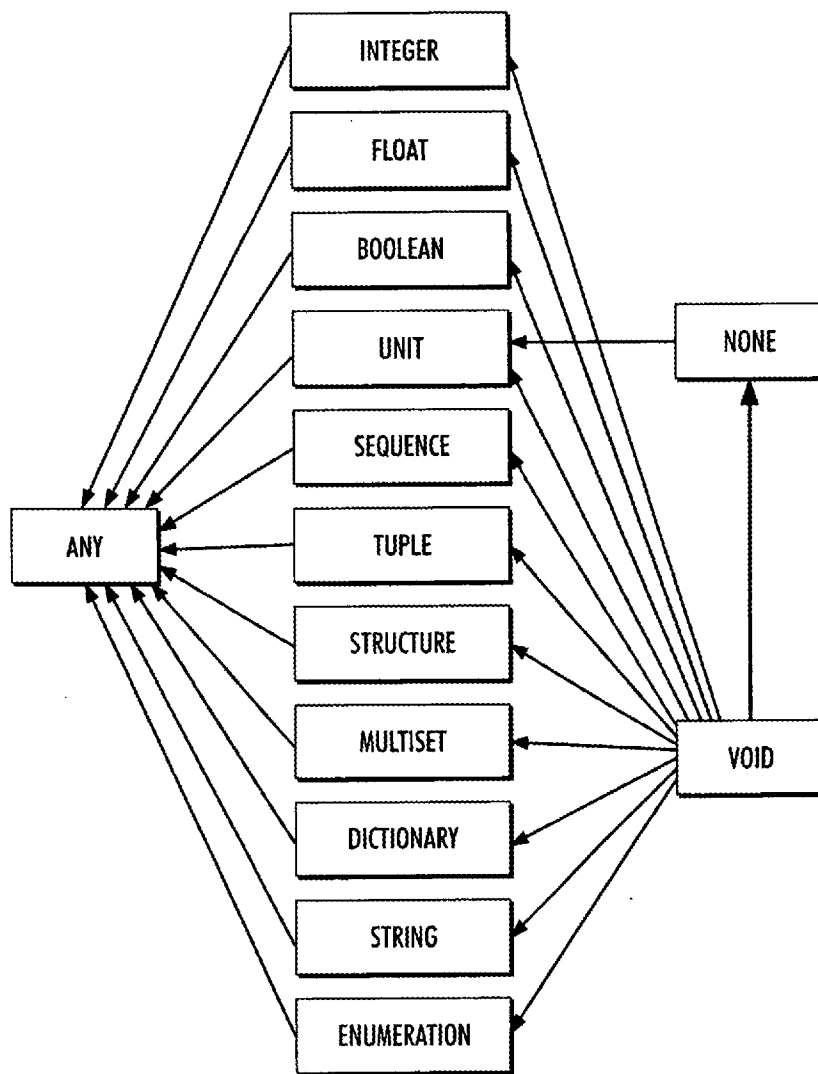 INTEGER
FLOAT
BOOLEAN
UNIT
NONE
SEQUENCE
ANY
TUPLE
STRUCTURE
MULTISET
VOID
DICTIONARY
STRING
ENUMERATION